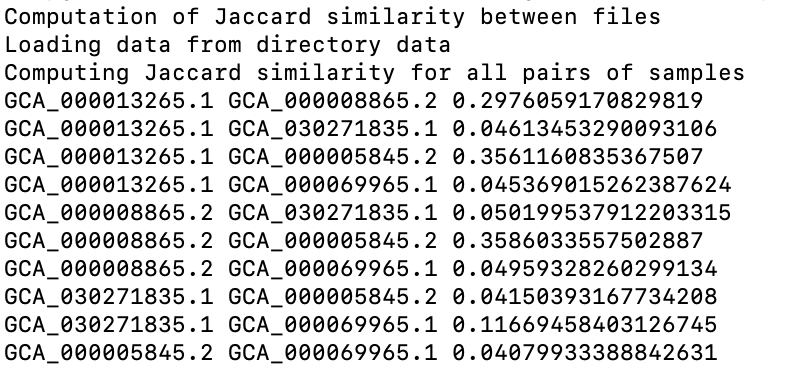 Computation of Jaccard similarity between files
Loading data from directory data
Computing Jaccard similarity for all pairs of samples
GCA_000013265.1 GCA_000008865.2 0.2976059170829819
GCA_000013265.1 GCA_030271835.1 0.04613453290093106
GCA_000013265.1 GCA_000005845.2 0.3561160835367507
GCA_000013265.1 GCA_000069965.1 0.045369015262387624
GCA_000008865.2 GCA_030271835.1 0.050199537912203315
GCA_000008865.2 GCA_000005845.2 0.3586033557502887
GCA_000008865.2 GCA_000069965.1 0.04959328260299134
GCA_030271835.1 GCA_000005845.2 0.04150393167734208
GCA_030271835.1 GCA_000069965.1 0.11669458403126745
GCA_000005845.2 GCA_000069965.1 0.04079933388842631